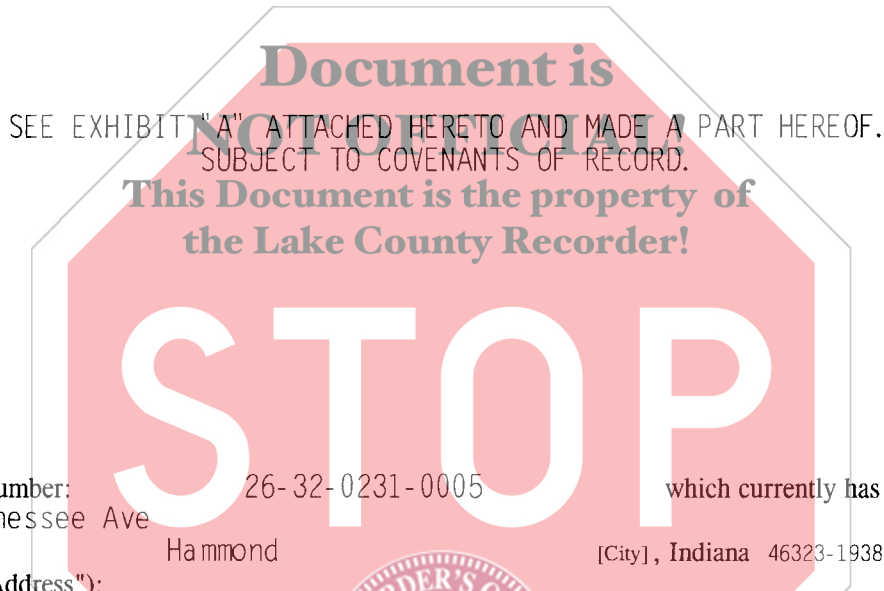 Document is
SEE EXHIBIT "A" ATTACHED HERETO AND MADE A PART HEREOF.
NOT OFFICIAL!
SUBJECT TO COVENANTS OF RECORD.
This Document is the property of
the Lake County Recorder!
STOP
umber: 26-32-0231-0005 which currently has
nessee Ave
Hammond [City], Indiana 46323-1938
Address"):
RDER'S